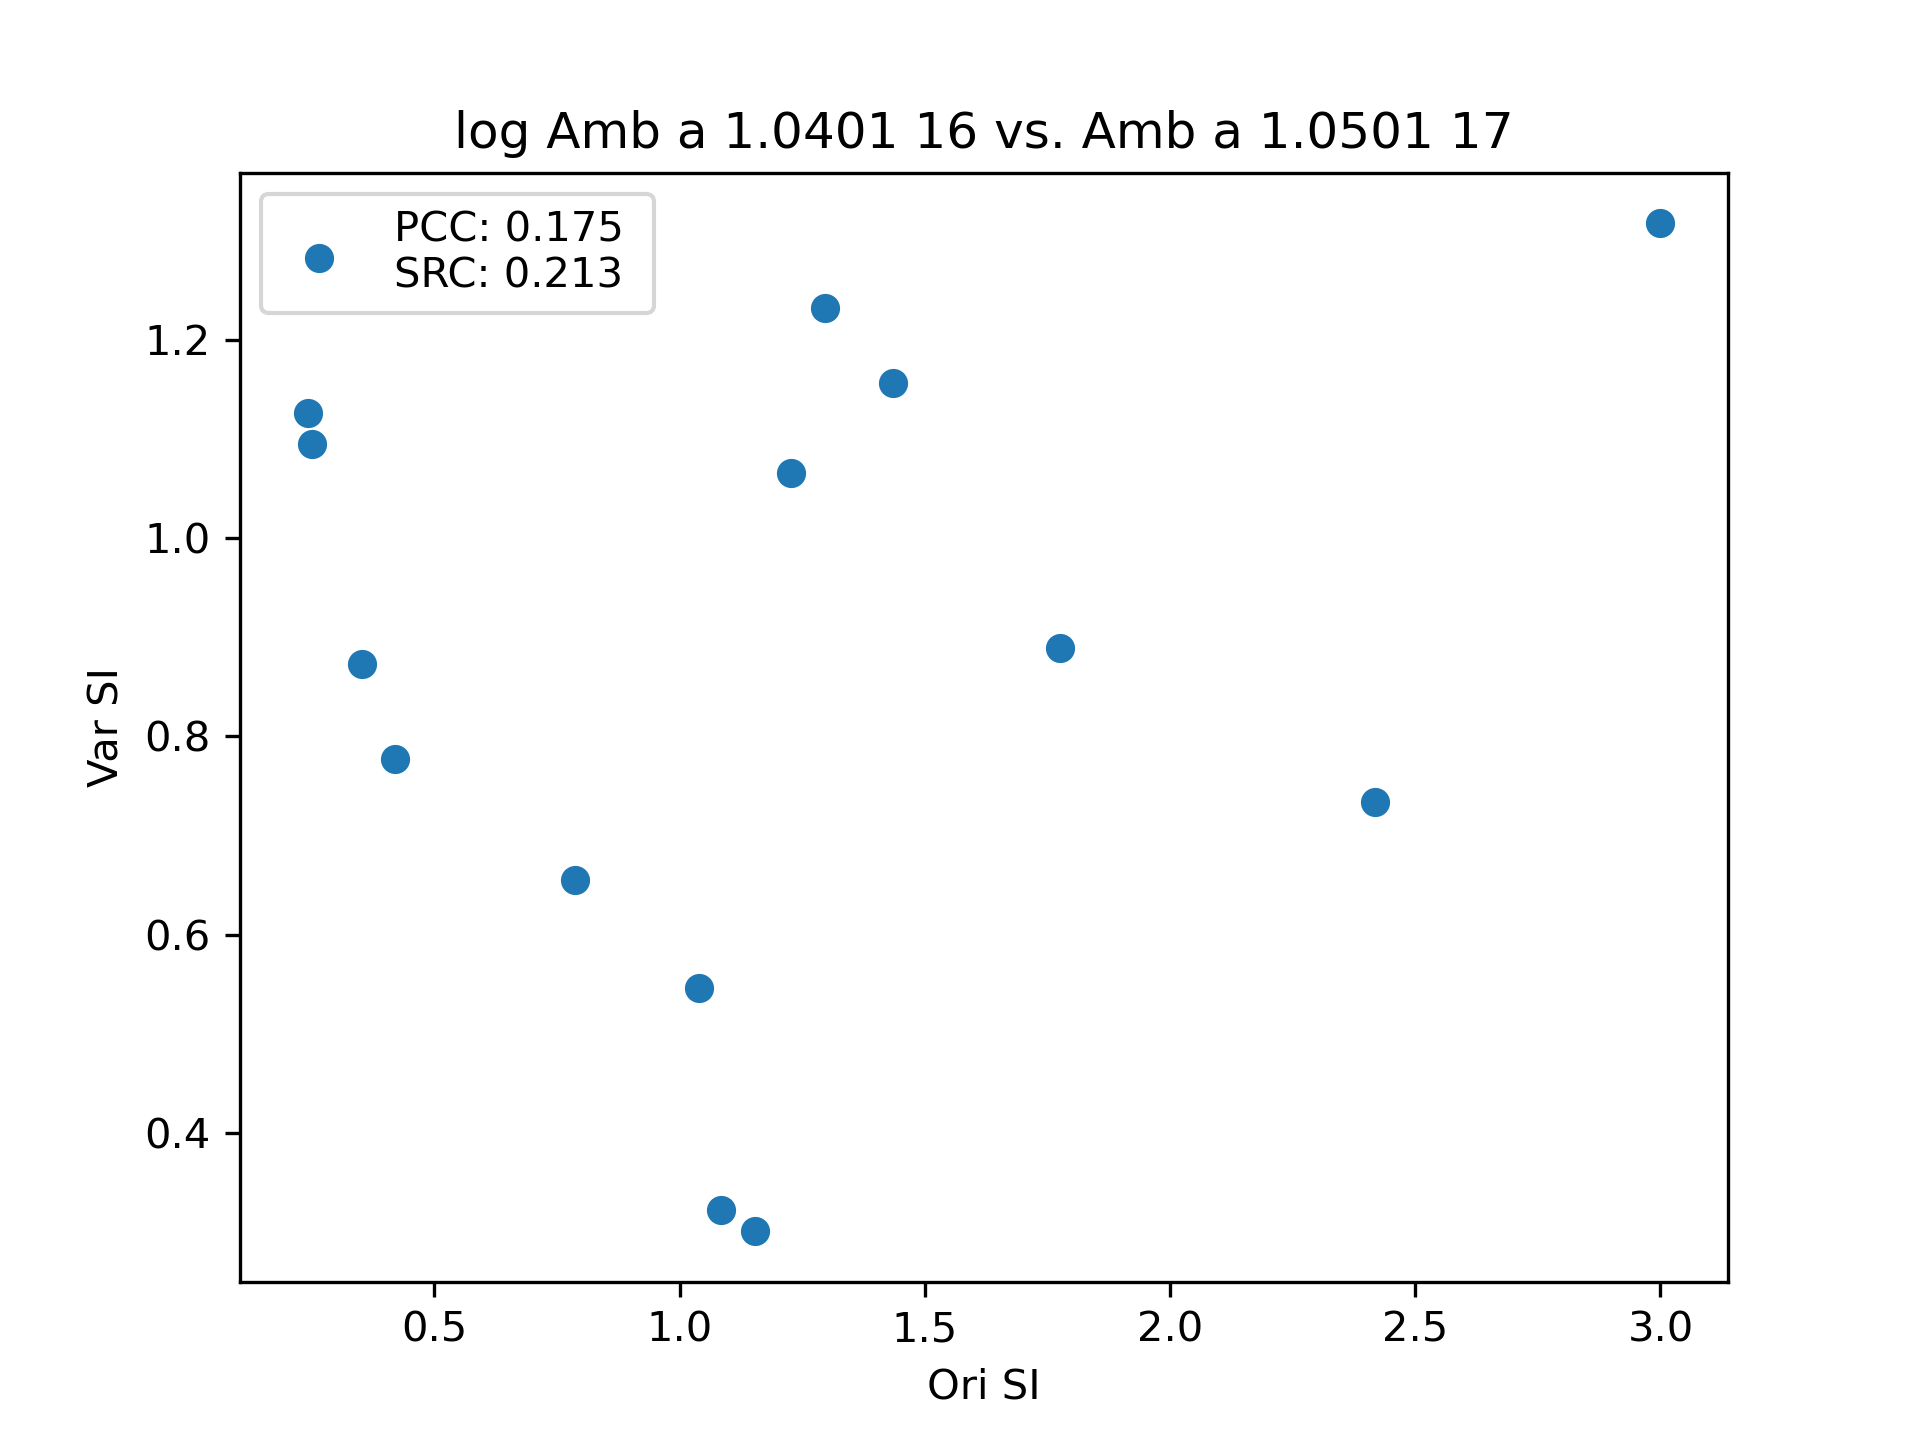 log Amb a 1.0401 16 vs. Amb a 1.0501 17
PCC: 0.175
SRC: 0.213
1.2
1.0
0.8
0.6
0.4
Var SI
0.5 1.0 1.5 2.0 2.5 3.0
Ori SI